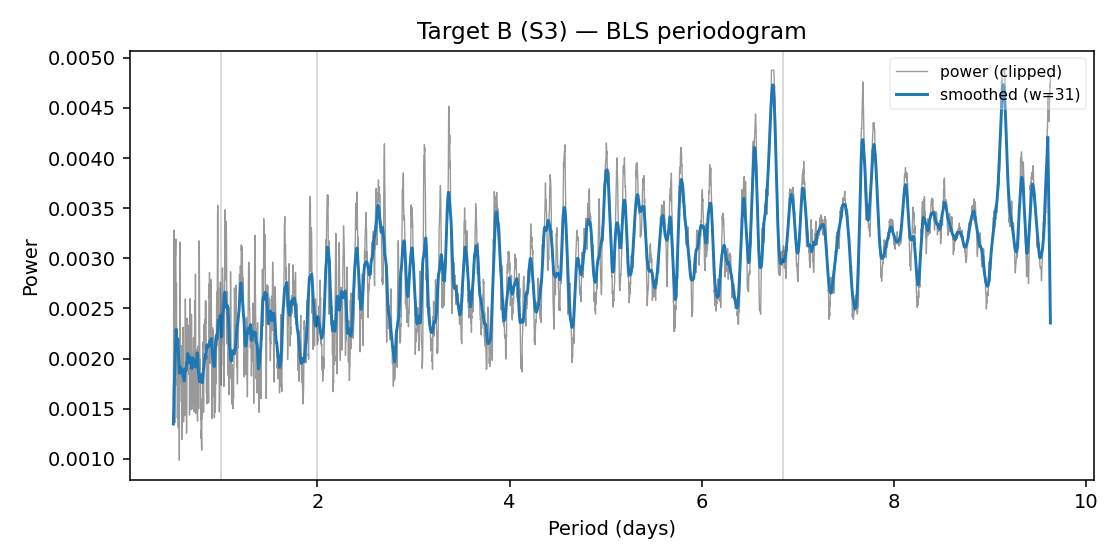 Target B (S3) — BLS periodogram
power (clipped)
smoothed (w=31)
Power
0.0050
0.0045
0.0040
0.0035
0.0030
0.0025
0.0020
0.0015
0.0010
2 4 6 8 10
Period (days)